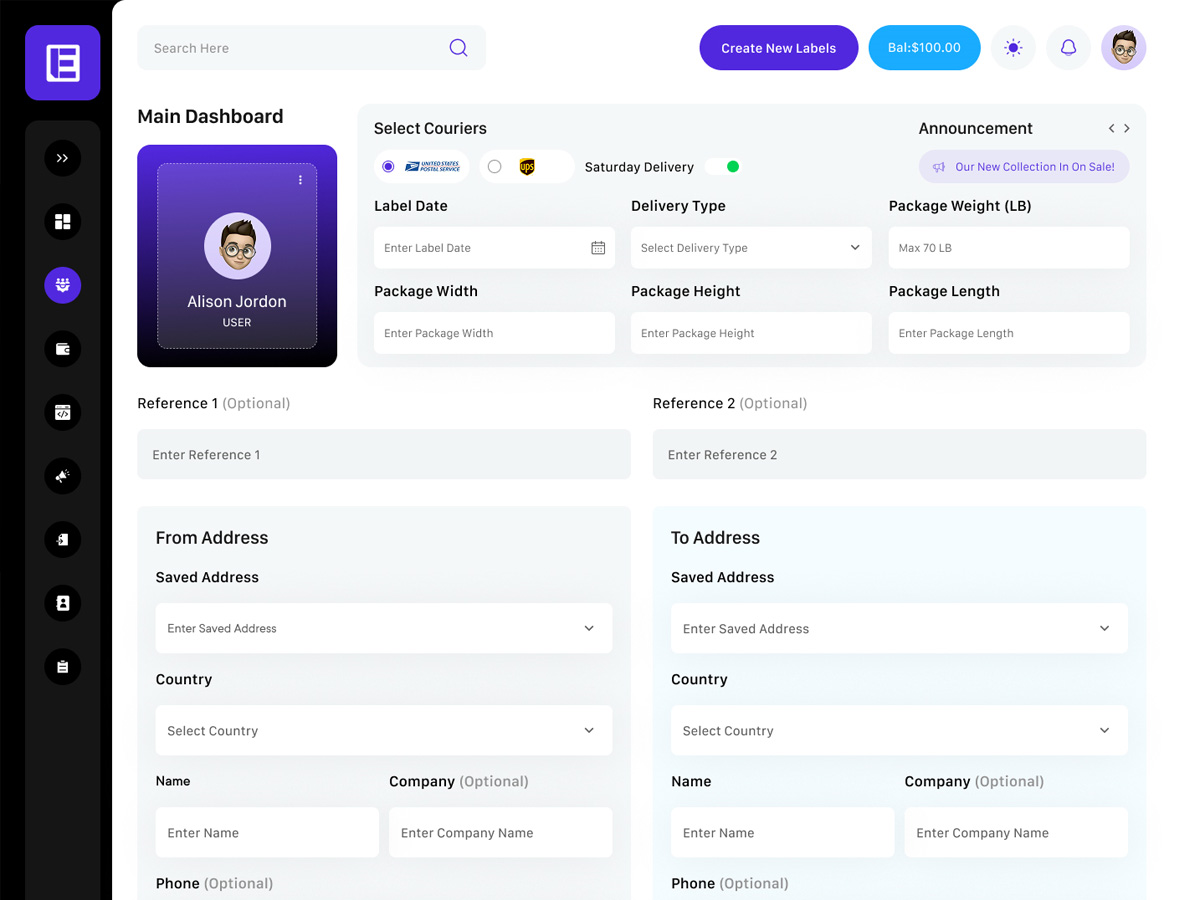 Search Here
Create New Labels
Bal:$100.00
Main Dashboard
Alison Jordon
USER
Select Couriers
Announcement
UNITED STATES
POSTAL SERVICE
ups
Saturday Delivery
Our New Collection In On Sale!
Label Date
Delivery Type
Package Weight (LB)
Enter Label Date
Select Delivery Type
Max 70 LB
Package Width
Package Height
Package Length
Enter Package Width
Enter Package Height
Enter Package Length
Reference 1 (Optional)
Reference 2 (Optional)
Enter Reference 1
Enter Reference 2
From Address
Saved Address
Enter Saved Address
Country
Select Country
Name
Company (Optional)
Enter Name
Enter Company Name
Phone (Optional)
To Address
Saved Address
Enter Saved Address
Country
Select Country
Name
Company (Optional)
Enter Name
Enter Company Name
Phone (Optional)